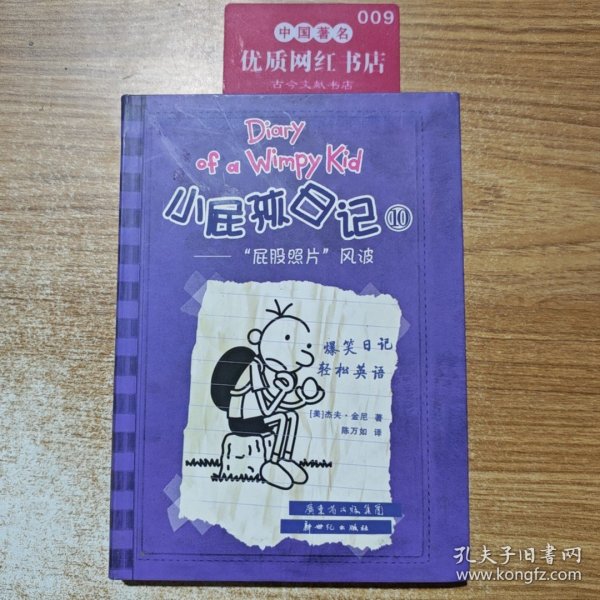 009
中国著名
优质网红书店
古今文献书店
Diary
of a Wimpy Kid
小屁孩日记⑩
——“屁股照片”风波
爆笑日记
轻松英语
[美]杰夫·金尼 著
陈万如 译
广东省出版集团
新世纪出版社
孔夫子旧书网
www.kongfz.com